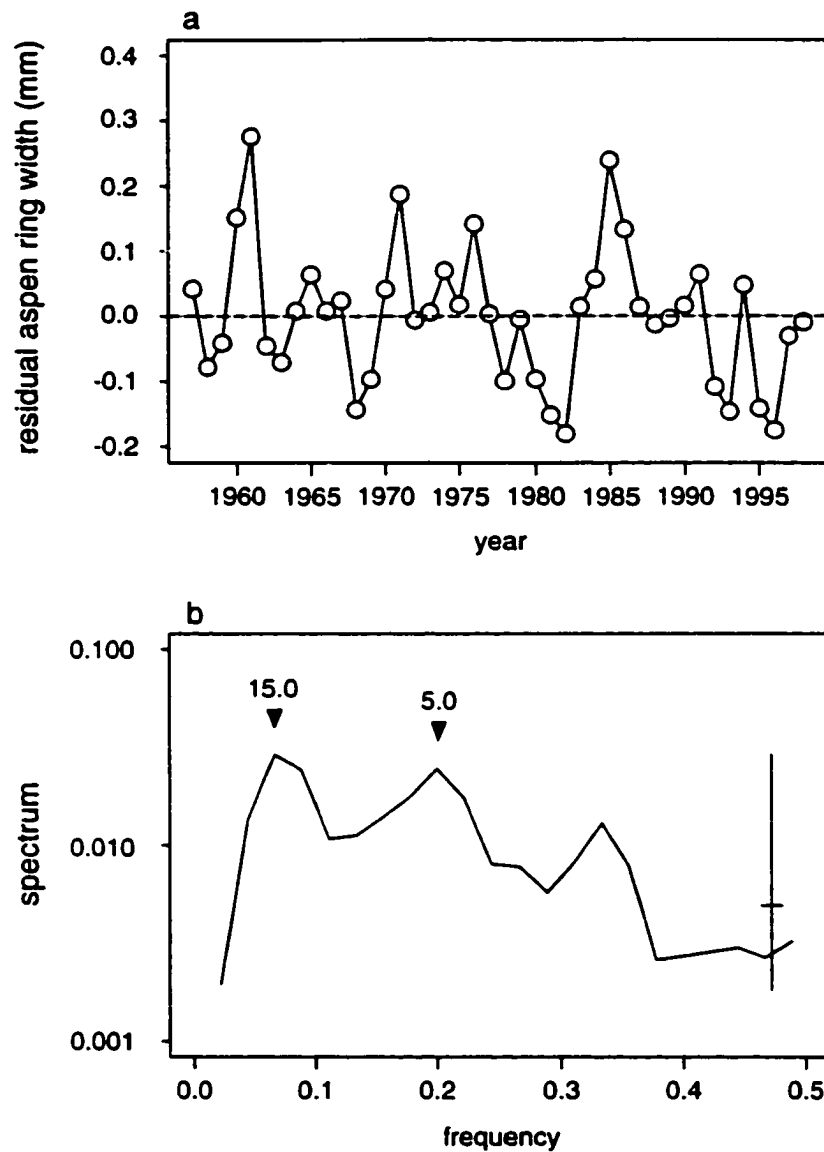 a
residual aspen ring width (mm)
0.4
0.3
0.2
0.1
0.0
-0.1
-0.2
1960 1965 1970 1975 1980 1985 1990 1995
year
b
spectrum
0.100
0.010
0.001
15.0
5.0
0.0 0.1 0.2 0.3 0.4 0.5
frequency